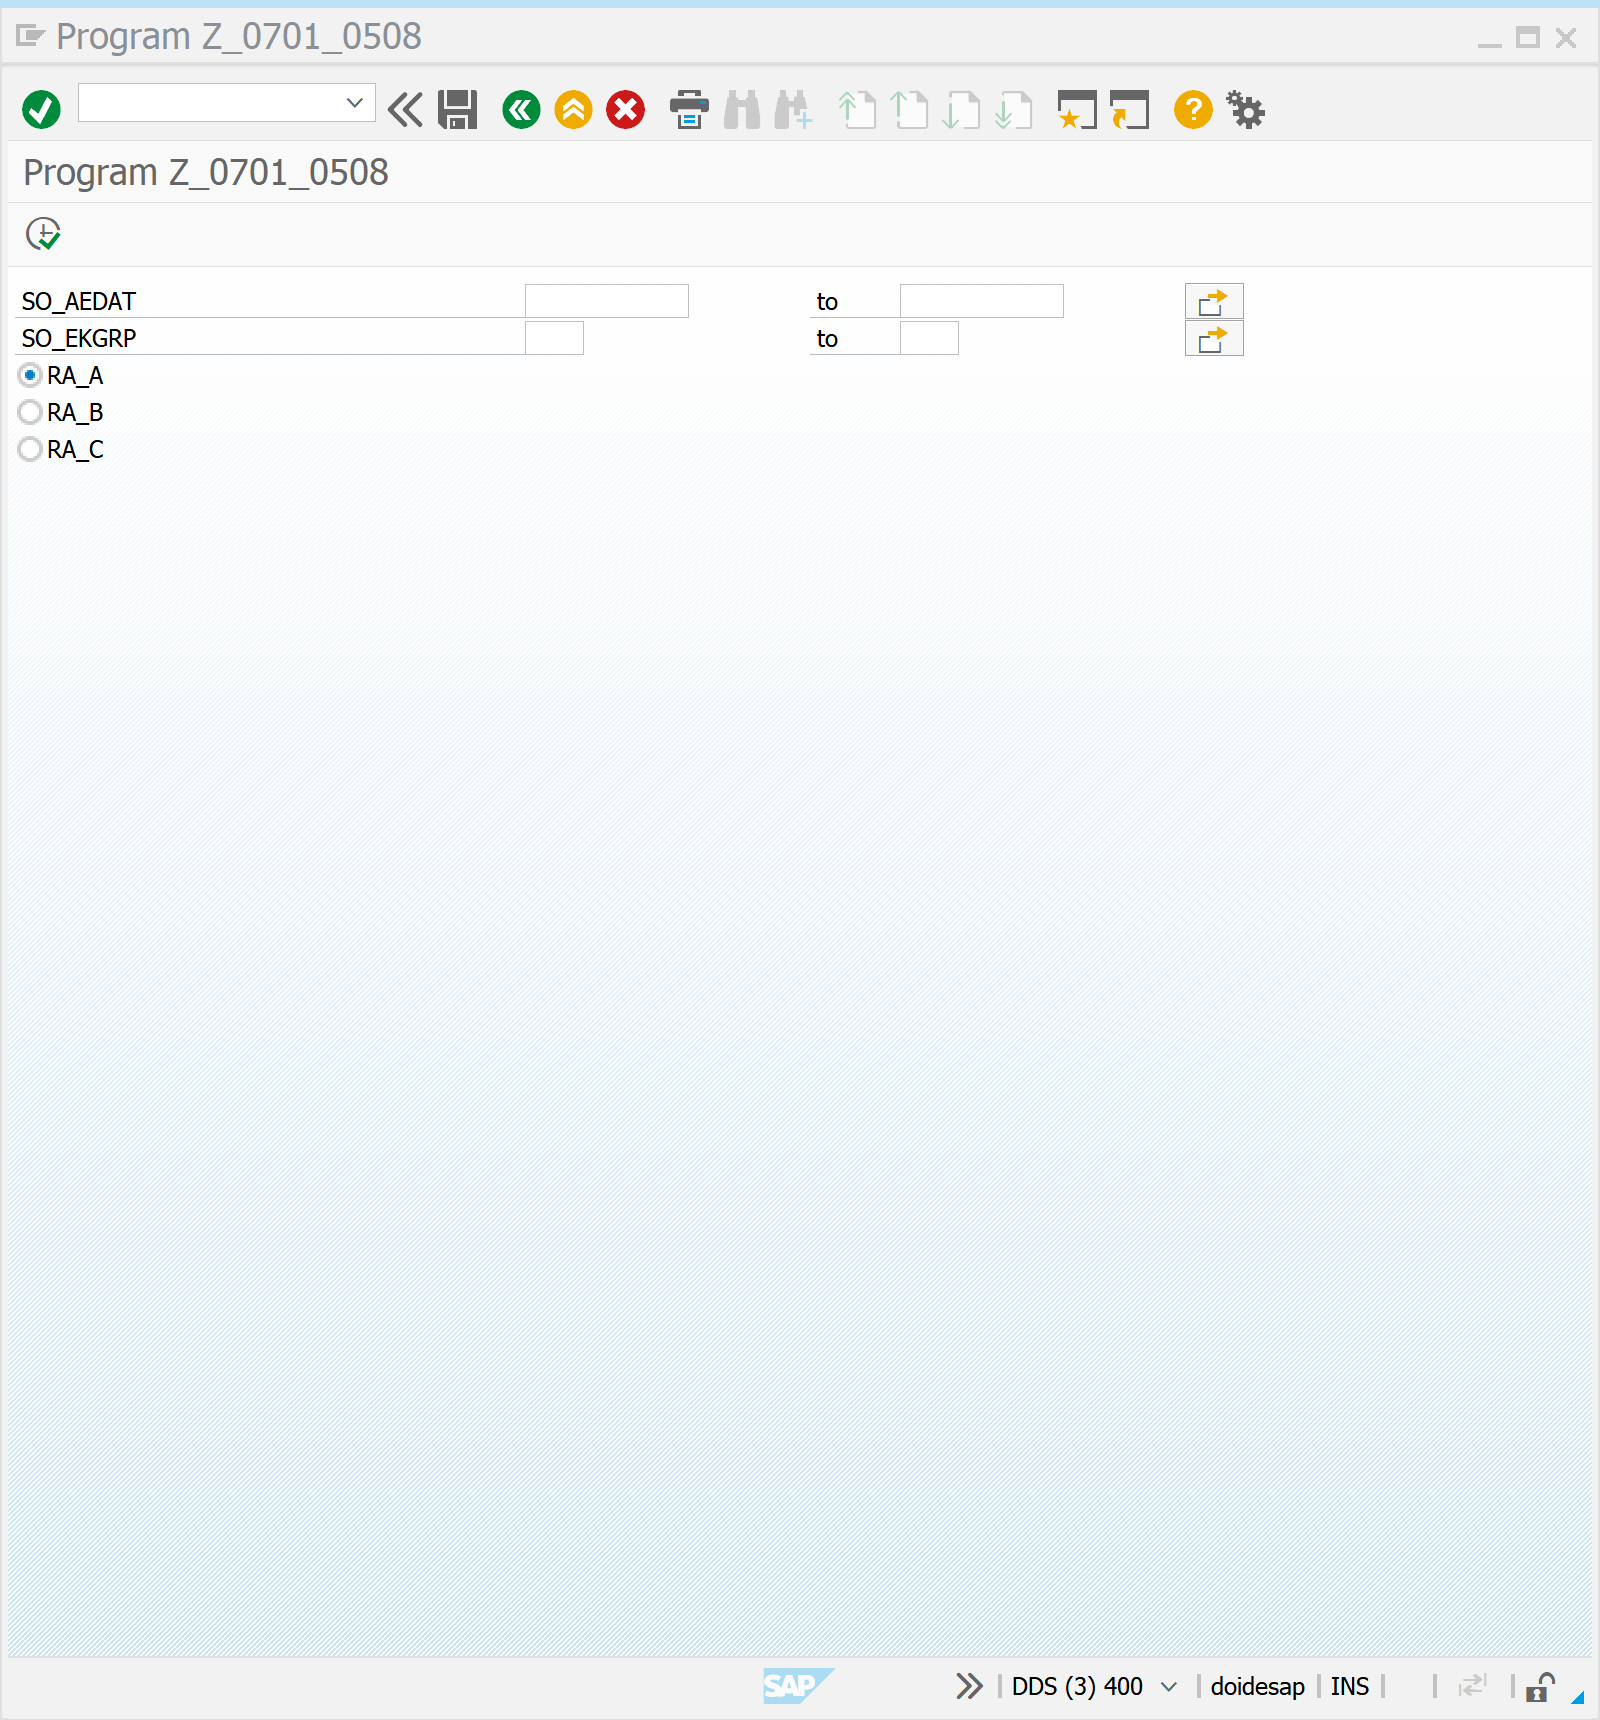 Program Z_0701_0508
Program Z_0701_0508
SO_AEDAT to
SO_EKGRP to
RA_A
RA_B
RA_C
SAP DDS (3) 400 doidesap INS